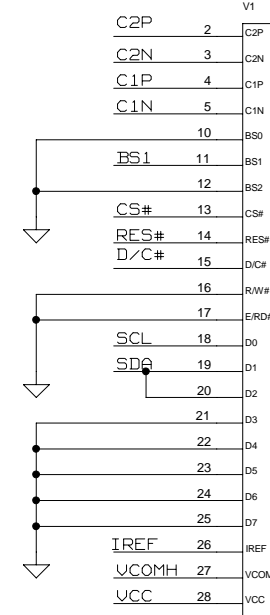 V1
C2P 2 C2P
C2N 3 C2N
C1P 4 C1P
C1N 5 C1N
10 BS0
BS1 11 BS1
12 BS2
CS# 13 CS#
RES# 14 RES#
D/C# 15 D/C#
16 R/W#
17 E/RD#
SCL 18 D0
SDA 19 D1
20 D2
21 D3
22 D4
23 D5
24 D6
25 D7
IREF 26 IREF
VCOMH 27 VCOM
VCC 28 VCC